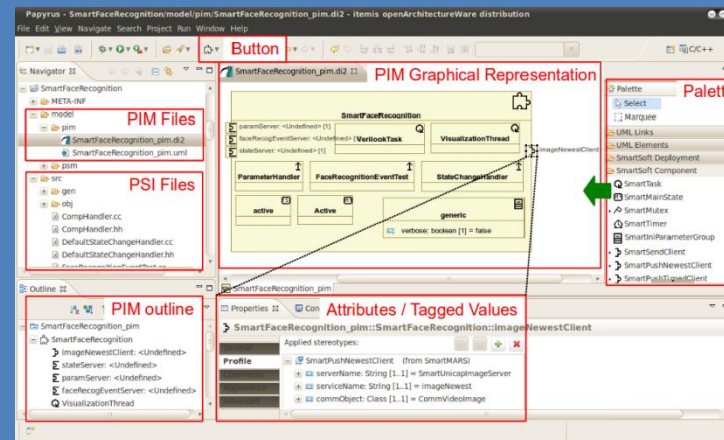 Papyrus - SmartFaceRecognition/model/pim/SmartFaceRecognition_pim.di2 - itemis openArchitectureWare distribution
File Edit View Navigate Search Project Run Window Help
Button
C/C++
Navigator
SmartFaceRecognition
META-INF
model
pim
SmartFaceRecognition_pim.di2
SmartFaceRecognition_pim.uml
psm
PIM Files
src
gen
obj
CompHandler.cc
CompHandler.hh
DefaultStateChangeHandler.cc
DefaultStateChangeHandler.hh
PSI Files
SmartFaceRecognition_pim.di2
PIM Graphical Representation
SmartFaceRecognition
paramServer: <Undefined> [1]
faceRecogEventServer: <Undefined> [
stateServer: <Undefined> [1]
VerilookTask
VisualizationThread
imageNewestClient
ParameterHandler
FaceRecognitionEventTest
StateChangeHandler
active
Active
generic
verbose: boolean [1] = false
SmartFaceRecognition_pim
Palette
Palett
Select
Marquee
UML Links
UML Elements
SmartSoft Deployment
SmartSoft Component
SmartTask
SmartMainState
SmartMutex
SmartTimer
SmartIniParameterGroup
SmartSendClient
SmartPushNewestClient
SmartPushTimedClient
Outline
PIM outline
SmartFaceRecognition_pim
SmartFaceRecognition
imageNewestClient: <Undefined>
stateServer: <Undefined>
paramServer: <Undefined>
faceRecogEventServer: <Undefined>
VisualizationThread
Properties
Con
Attributes / Tagged Values
SmartFaceRecognition_pim::SmartFaceRecognition::imageNewestClient
Profile
Comments
Appearance
Advanced
Applied stereotypes:
SmartPushNewestClient (from SmartMARS)
serverName: String [1..1] = SmartUnicapImageServer
serviceName: String [1..1] = imageNewest
commObject: Class [1..1] = CommVideoImage